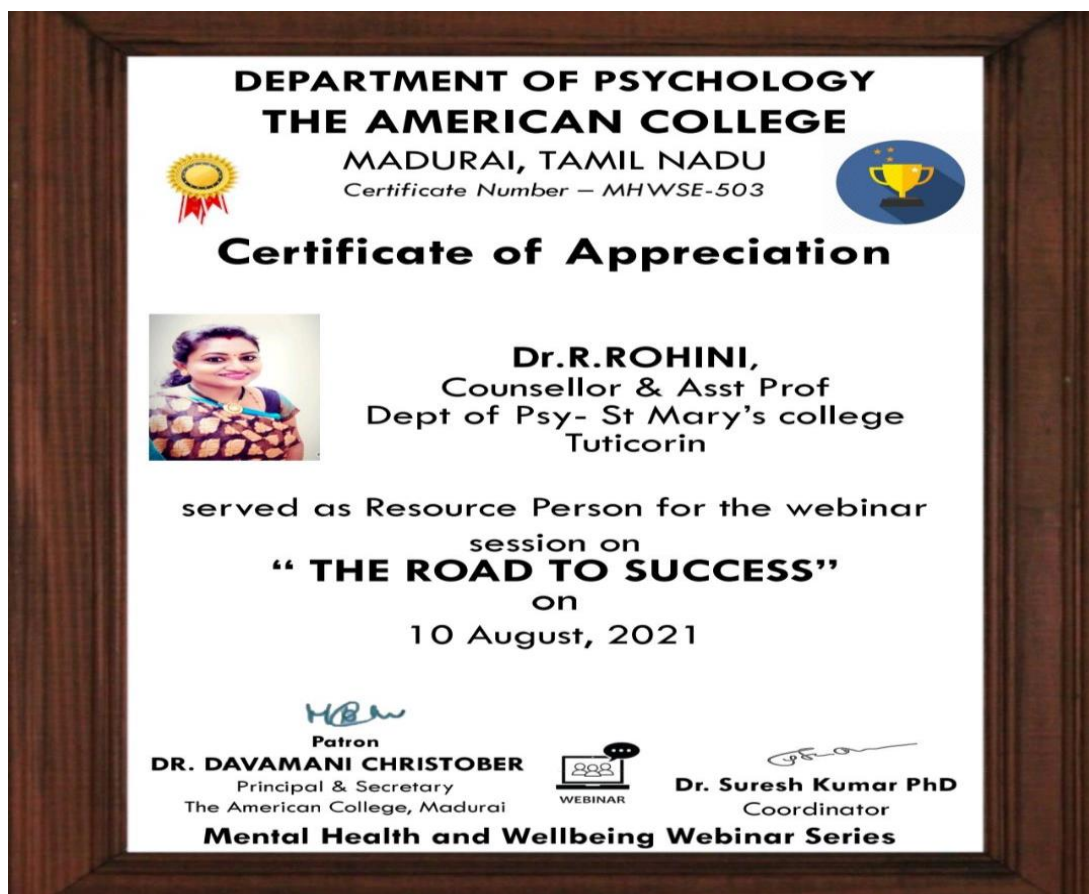 DEPARTMENT OF PSYCHOLOGY
THE AMERICAN COLLEGE
MADURAI, TAMIL NADU
Certificate Number – MHWSE-503
Certificate of Appreciation
Dr.R.ROHINI,
Counsellor & Asst Prof
Dept of Psy- St Mary's college
Tuticorin
served as Resource Person for the webinar
session on
“ THE ROAD TO SUCCESS”
on
10 August, 2021
Patron
DR. DAVAMANI CHRISTOBER
Principal & Secretary
The American College, Madurai
WEBINAR
Dr. Suresh Kumar PhD
Coordinator
Mental Health and Wellbeing Webinar Series